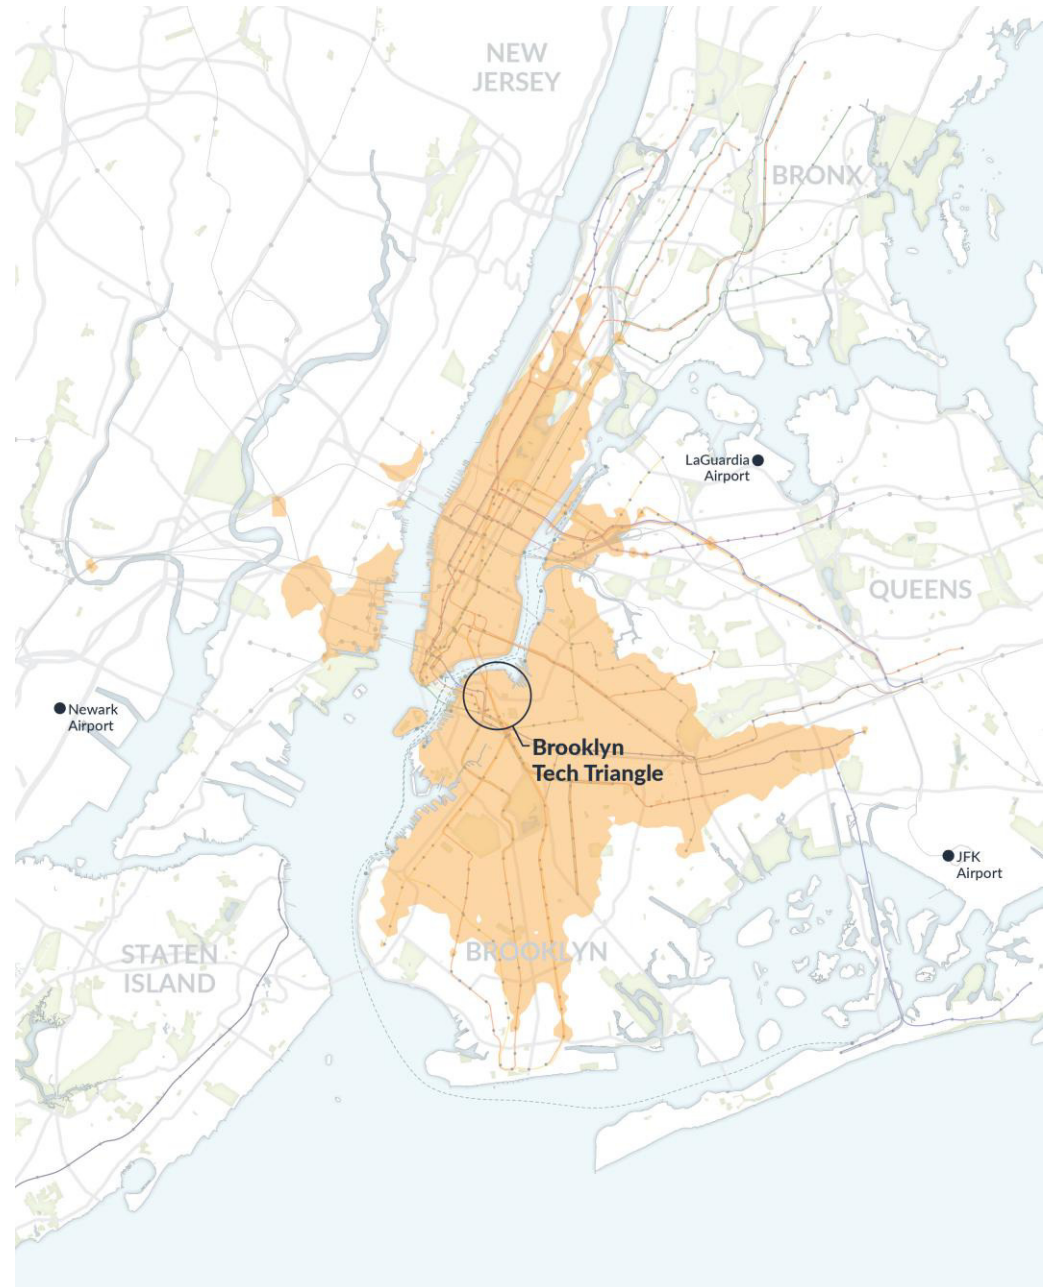 NEW
JERSEY
BRONX
LaGuardia
Airport
QUEENS
Newark
Airport
Brooklyn
Tech Triangle
JFK
Airport
STATEN
ISLAND
BROOKLYN